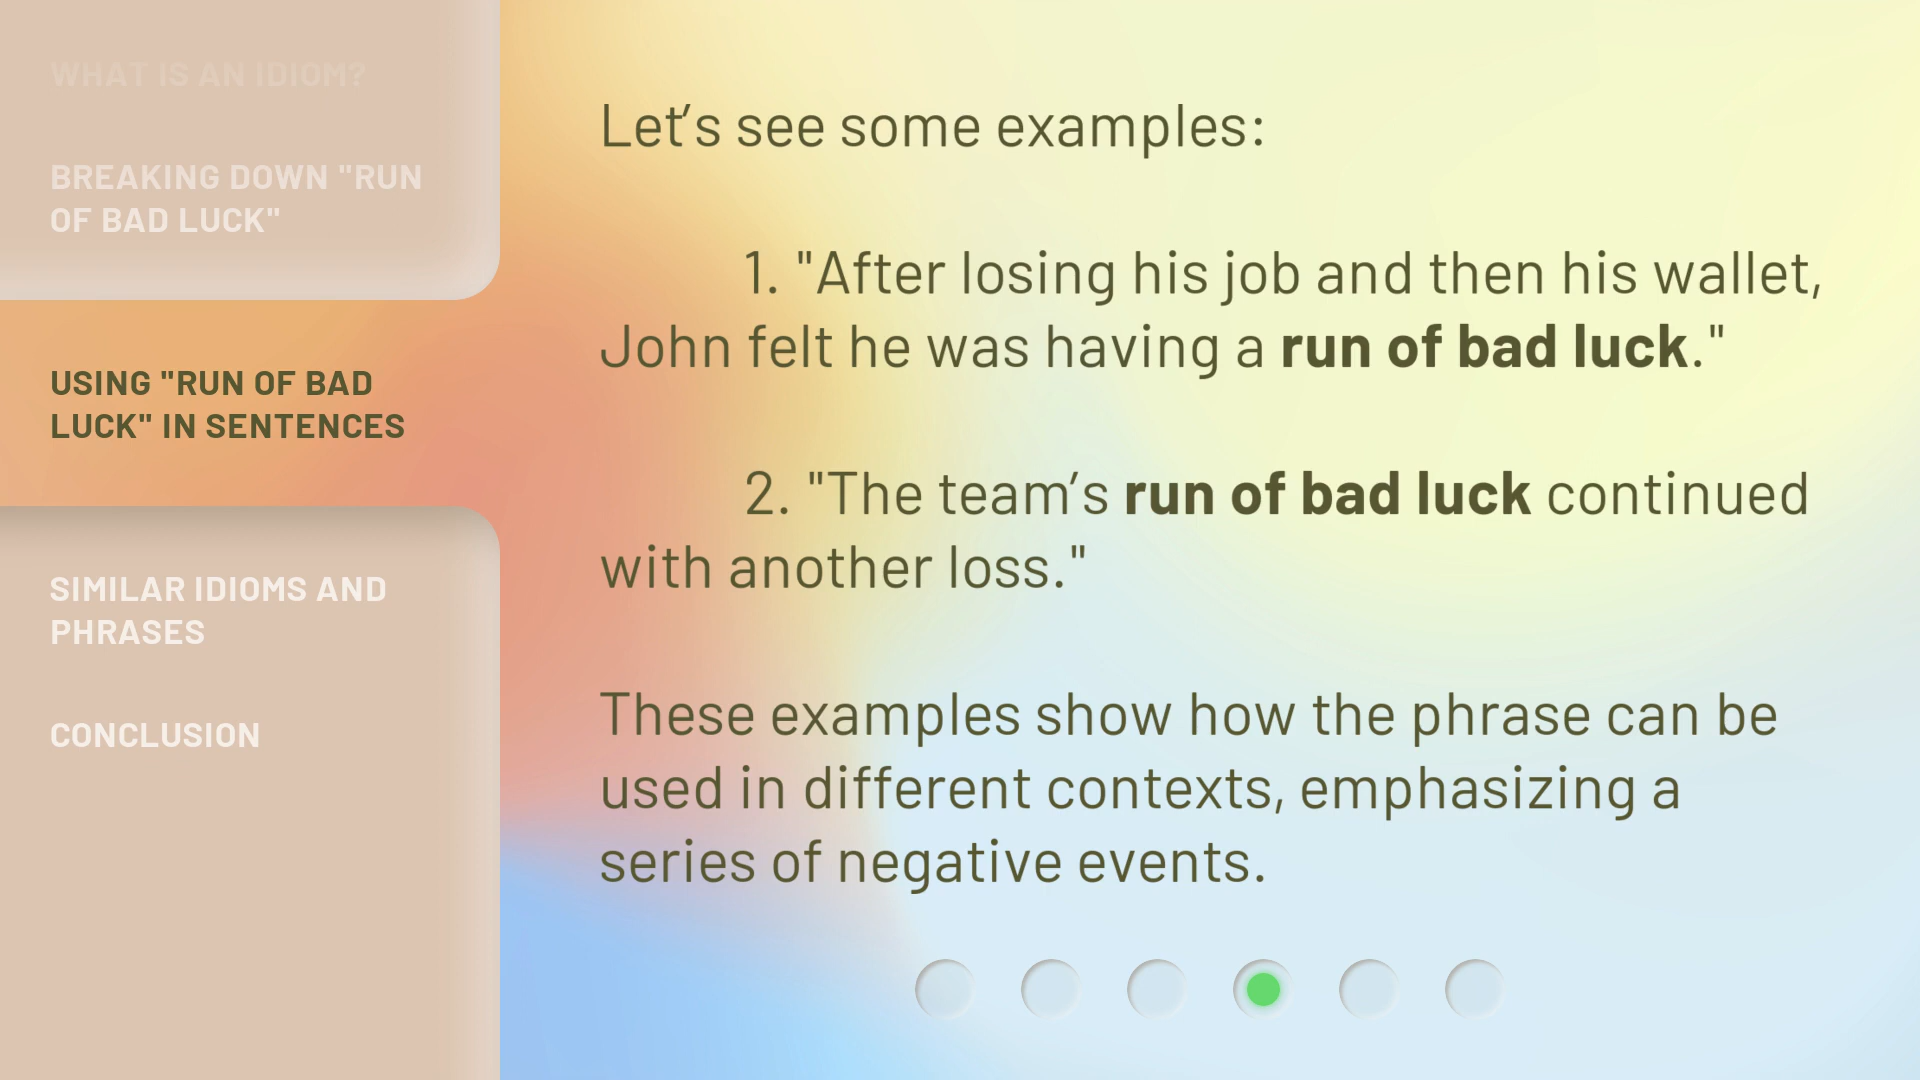 WHAT IS AN IDIOM?
BREAKING DOWN "RUN
OF BAD LUCK"
USING "RUN OF BAD
LUCK" IN SENTENCES
SIMILAR IDIOMS AND
PHRASES
CONCLUSION
Let’s see some examples:
1. "After losing his job and then his wallet,
John felt he was having a run of bad luck."
2. "The team’s run of bad luck continued
with another loss."
These examples show how the phrase can be
used in different contexts, emphasizing a
series of negative events.